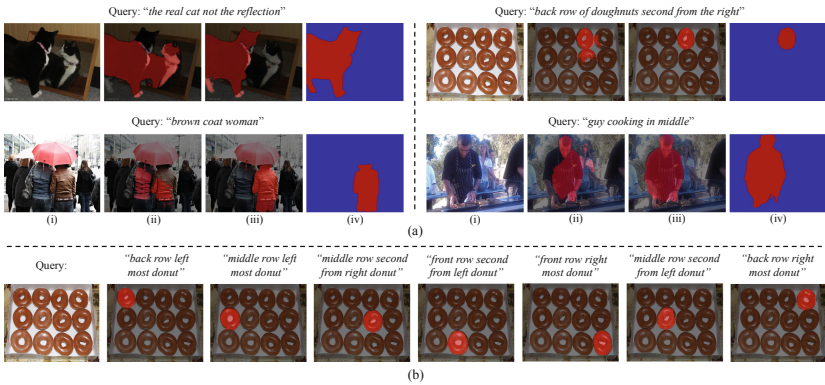 Query: “the real cat not the reflection”
Query: “back row of doughnuts second from the right”
Query: “brown coat woman”
Query: “guy cooking in middle”
(i)
(ii)
(iii)
(iv)
(i)
(ii)
(iii)
(iv)
(a)
Query:
“back row left
most donut”
“middle row left
most donut”
“middle row second
from right donut”
“front row second
from left donut”
“front row right
most donut”
“middle row second
from left donut”
“back row right
most donut”
(b)